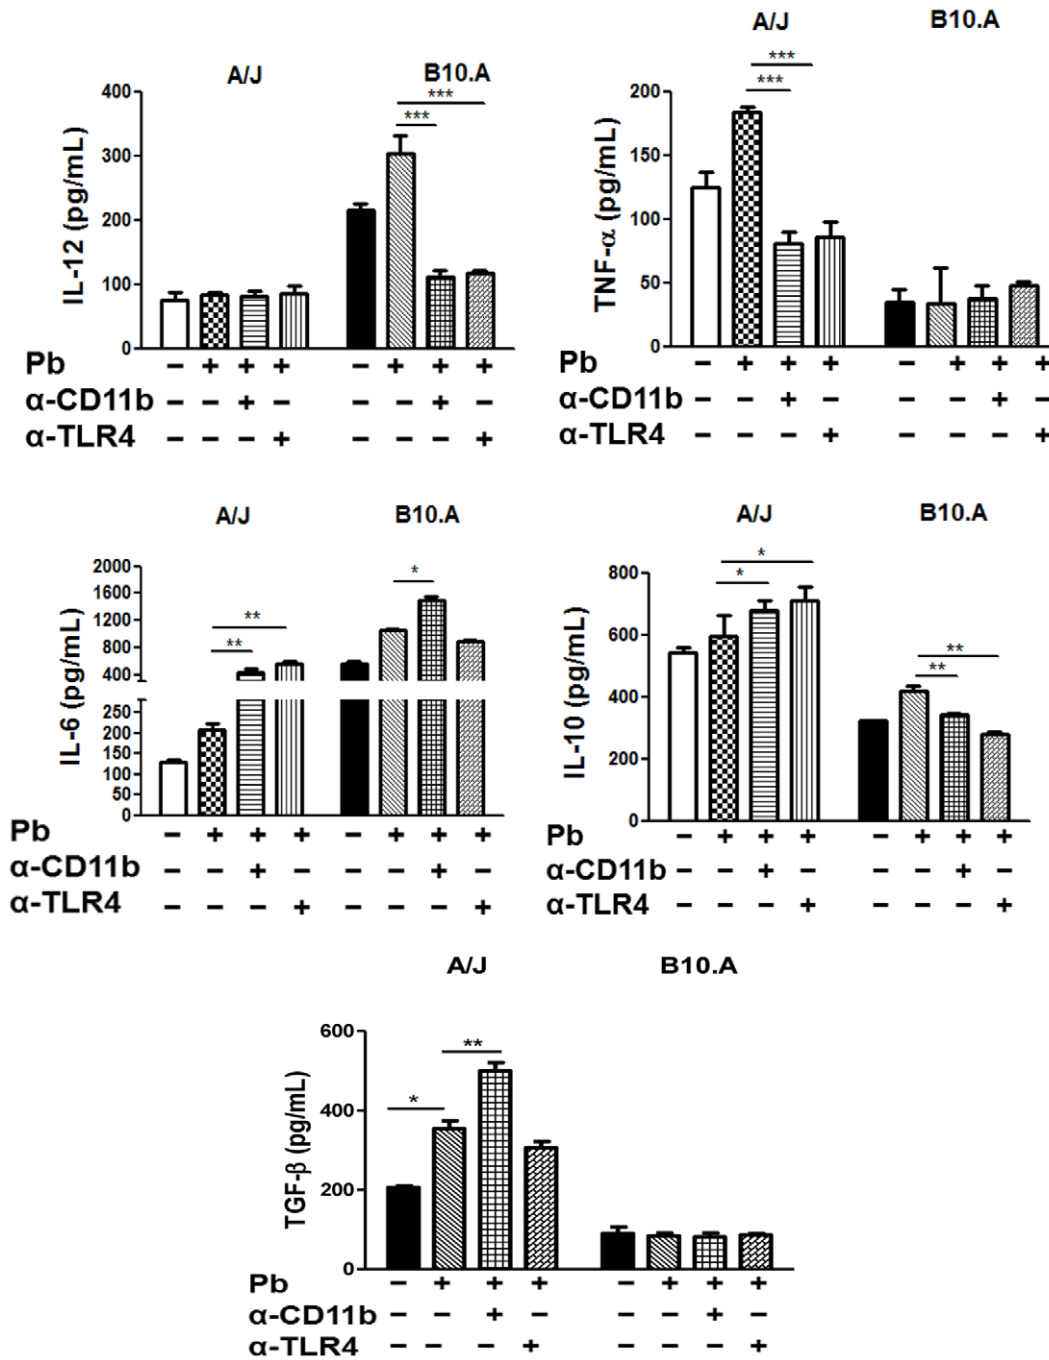 A/J B10.A
*** ***
IL-12 (pg/mL)
400
300
200
100
0
Pb − + + + − + + +
α-CD11b − − + − − − + −
α-TLR4 − − − + − − − +
A/J B10.A
*** ***
TNF-α (pg/mL)
200
150
100
50
0
Pb − + + + − + + +
α-CD11b − − + − − − + −
α-TLR4 − − − + − − − +
A/J B10.A
** ** *
IL-6 (pg/mL)
2000
1600
1200
800
400
250
200
150
100
50
0
Pb − + + + − + + +
α-CD11b − − + − − − + −
α-TLR4 − − − + − − − +
A/J B10.A
* * ** **
IL-10 (pg/mL)
800
600
400
200
0
Pb − + + + − + + +
α-CD11b − − + − − − + −
α-TLR4 − − − + − − − +
A/J B10.A
* **
TGF-β (pg/mL)
600
400
200
0
Pb − + + + − + + +
α-CD11b − − + − − − + −
α-TLR4 − − − + − − − +